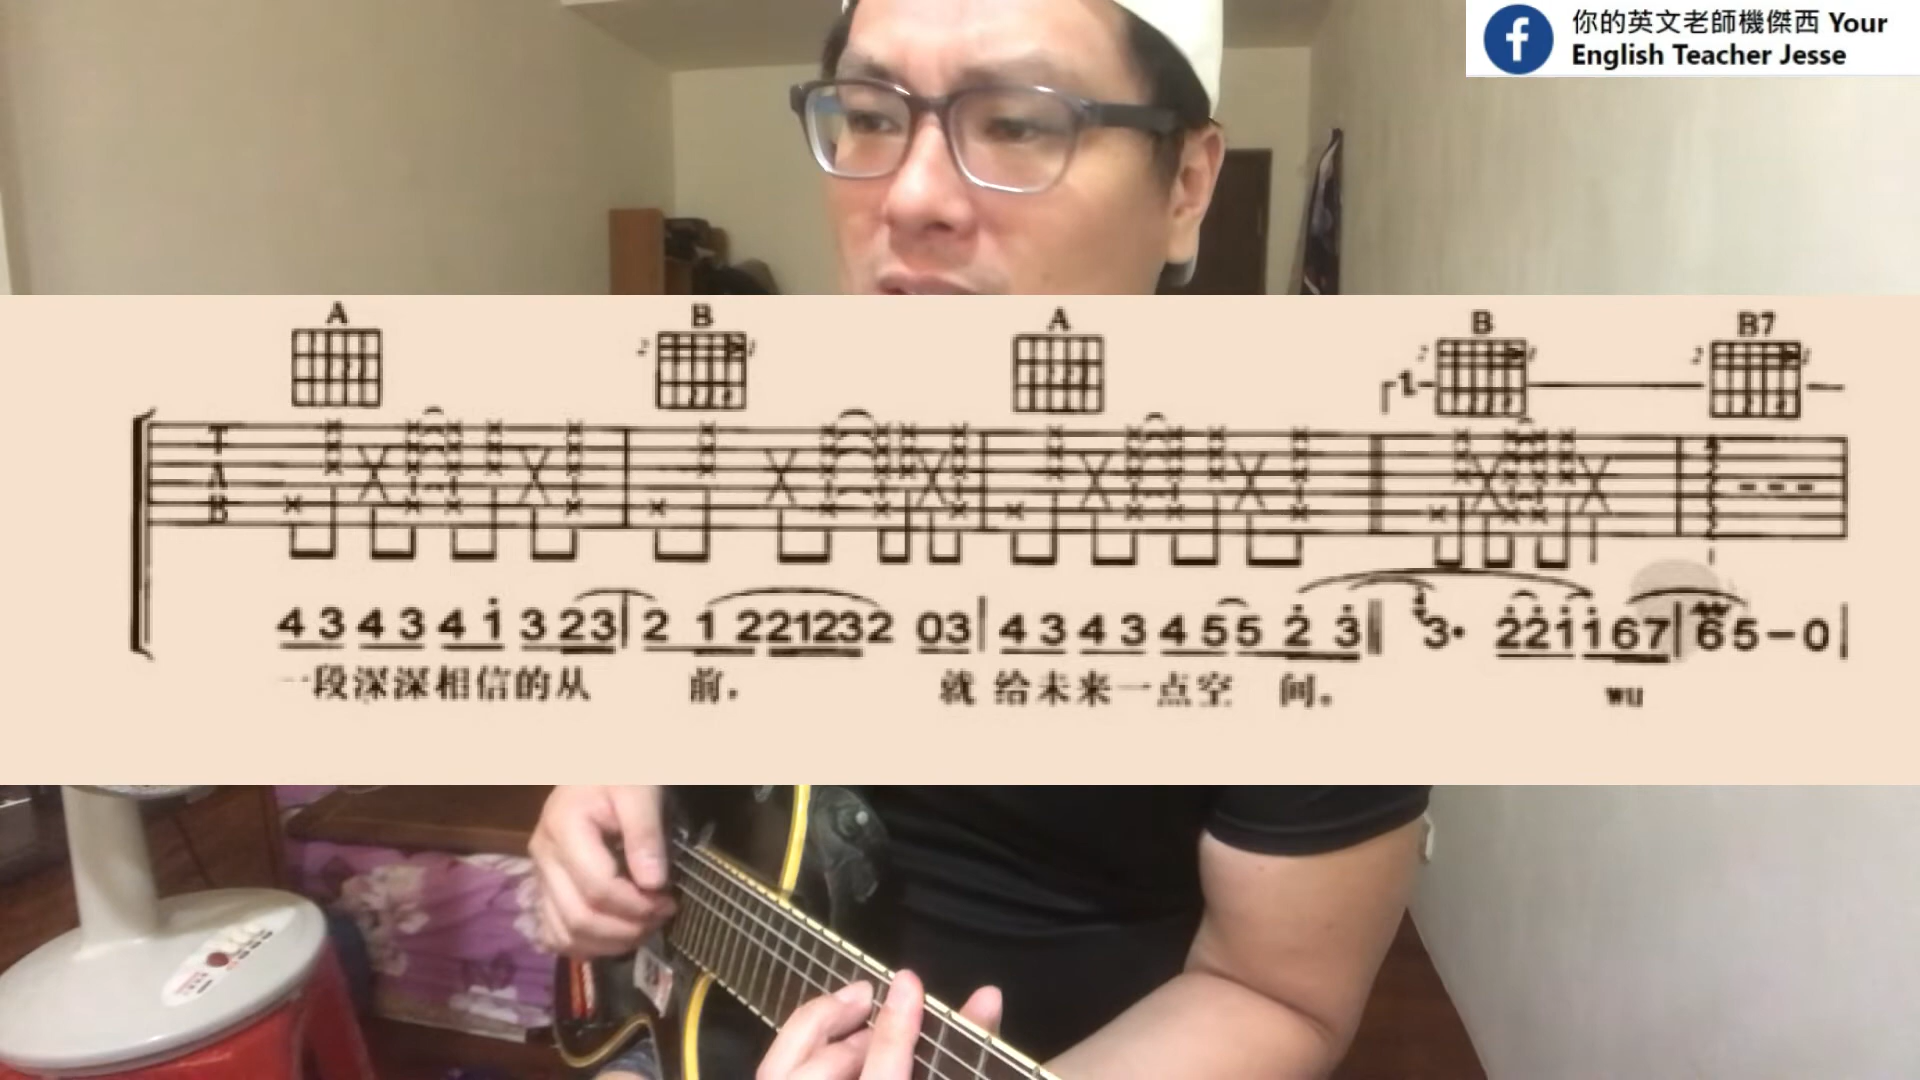 你的英文老師機傑西 Your
English Teacher Jesse
A B A B B7
T
A
B
4 3 4 3 4 1 3 2 3 | 2 1 2 2 1 2 3 2 0 3 | 4 3 4 3 4 5 5 2 3 | 3· 2 2 1 1 6 7 | 6 5 – 0 |
一段深深相信的从 前, 就 给未来一点空 间。 wu